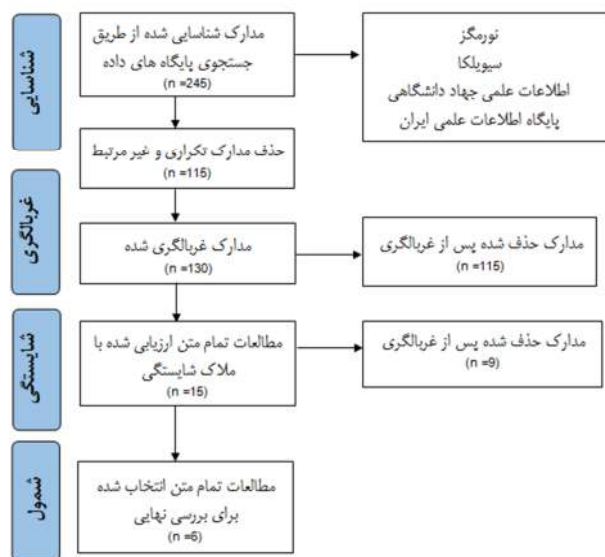 شناسایی
مدارک شناسایی شده از طریق
جستجوی پایگاه های داده
(n =245)
نورمگز
سیویلکا
اطلاعات علمی جهاد دانشگاهی
پایگاه اطلاعات علمی ایران
حذف مدارک تکراری و غیر مرتبط
(n =115)
غربالگری
مدارک غربالگری شده
(n =130)
مدارک حذف شده پس از غربالگری
(n =115)
شایستگی
مطالعات تمام متن ارزیابی شده با
ملاک شایستگی
(n =15)
مدارک حذف شده پس از غربالگری
(n =9)
شمول
مطالعات تمام متن انتخاب شده
برای بررسی نهایی
(n =6)